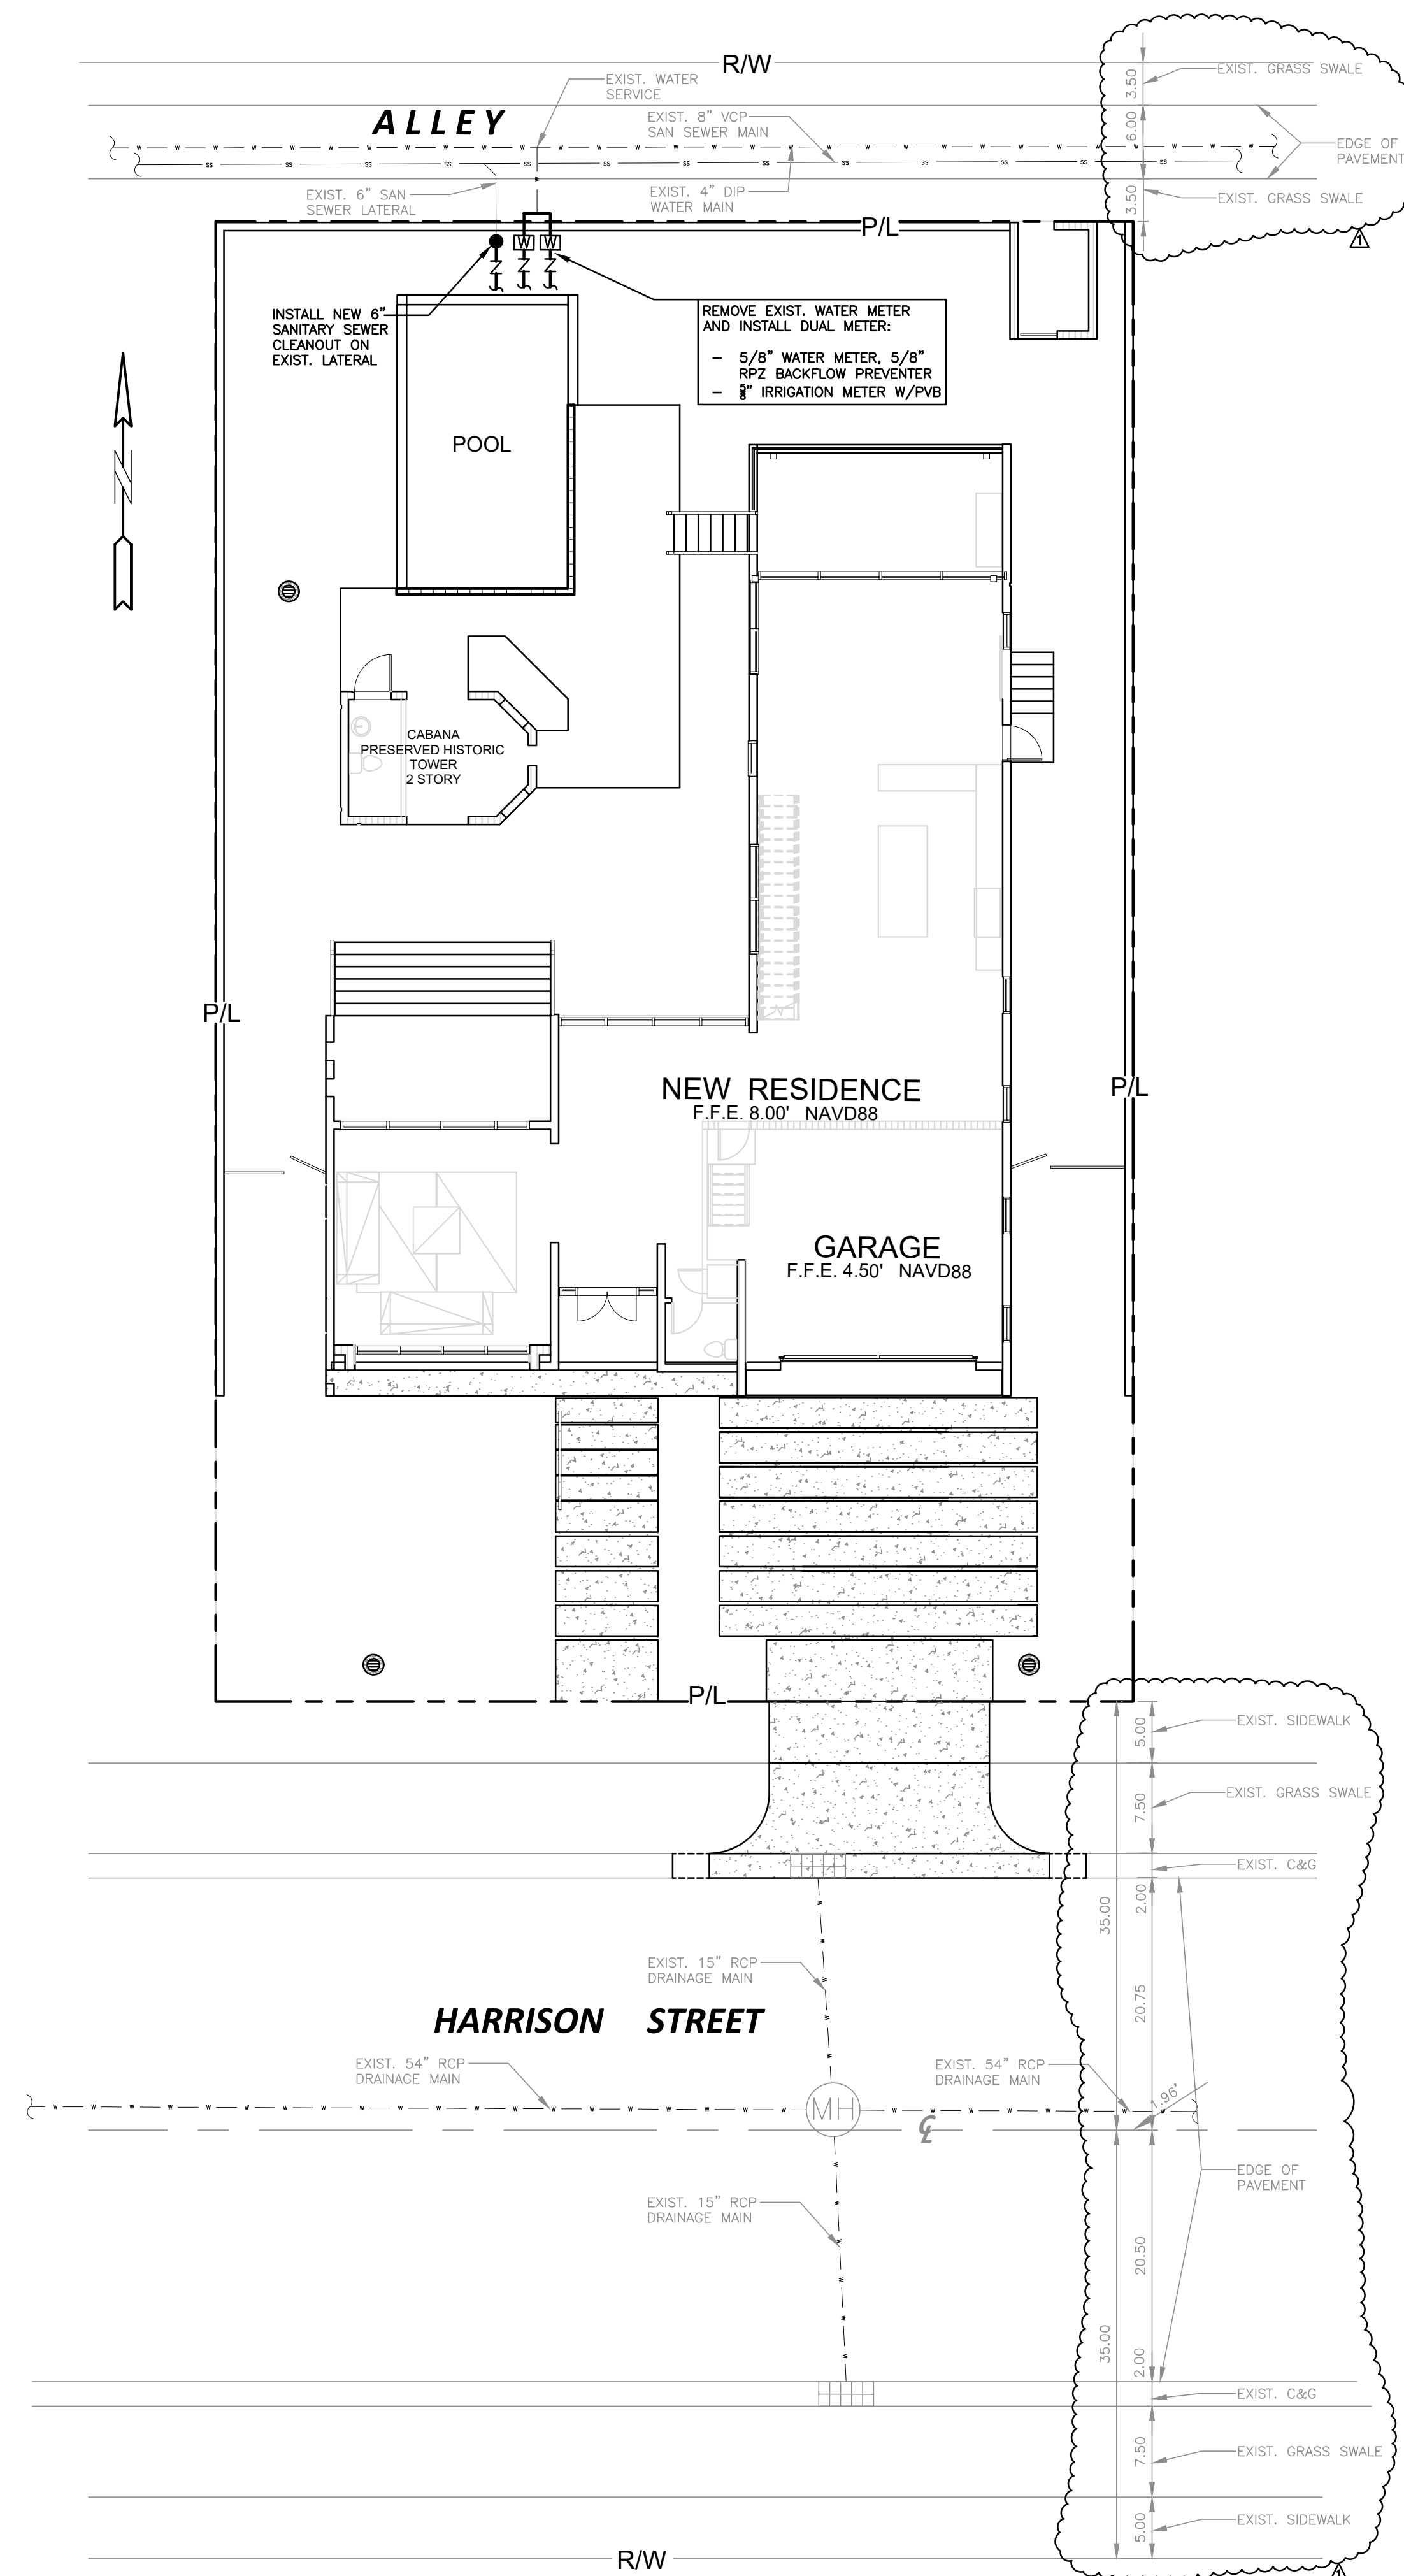 R/W
EXIST. WATER
SERVICE
EXIST. GRASS SWALE
3.50
ALLEY
EXIST. 8" VCP
SAN SEWER MAIN
6.00
EDGE OF
PAVEMENT
EXIST. 6" SAN
SEWER LATERAL
EXIST. 4" DIP
WATER MAIN
3.50
EXIST. GRASS SWALE
P/L
1
W W
INSTALL NEW 6"
SANITARY SEWER
CLEANOUT ON
EXIST. LATERAL
REMOVE EXIST. WATER METER
AND INSTALL DUAL METER:
- 5/8" WATER METER, 5/8"
RPZ BACKFLOW PREVENTER
- 5/8" IRRIGATION METER W/PVB
N
POOL
CABANA
PRESERVED HISTORIC
TOWER
2 STORY
P/L
NEW RESIDENCE
F.F.E. 8.00' NAVD88
P/L
GARAGE
F.F.E. 4.50' NAVD88
P/L
5.00
EXIST. SIDEWALK
7.50
EXIST. GRASS SWALE
EXIST. C&G
2.00
35.00
EXIST. 15" RCP
DRAINAGE MAIN
20.75
HARRISON STREET
EXIST. 54" RCP
DRAINAGE MAIN
EXIST. 54" RCP
DRAINAGE MAIN
MH
CL
EDGE OF
PAVEMENT
EXIST. 15" RCP
DRAINAGE MAIN
20.50
35.00
2.00
EXIST. C&G
7.50
EXIST. GRASS SWALE
5.00
EXIST. SIDEWALK
R/W
1